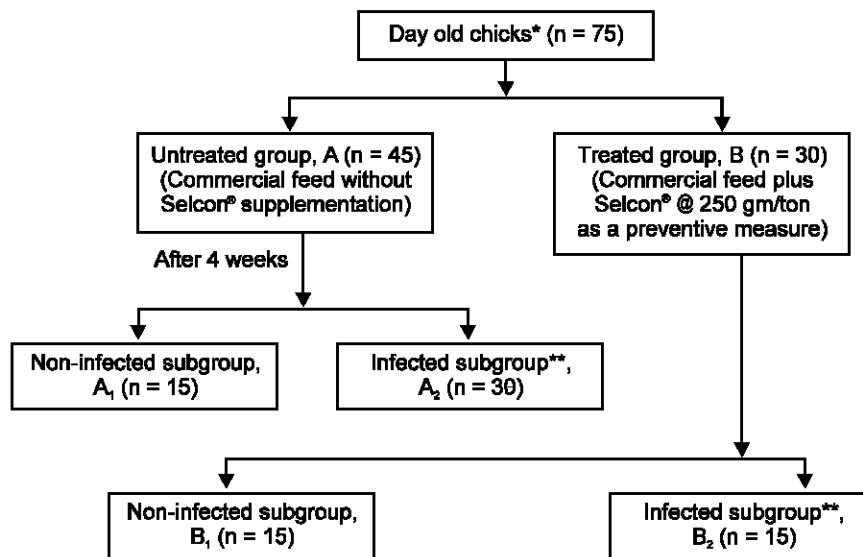 Day old chicks* (n = 75)
Untreated group, A (n = 45)
(Commercial feed without
Selcon® supplementation)
Treated group, B (n = 30)
(Commercial feed plus
Selcon® @ 250 gm/ton
as a preventive measure)
After 4 weeks
Non-infected subgroup,
A₁ (n = 15)
Infected subgroup**,
A₂ (n = 30)
Non-infected subgroup,
B₁ (n = 15)
Infected subgroup**,
B₂ (n = 15)